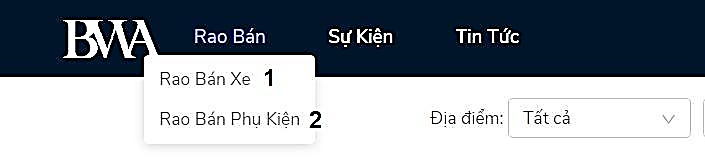 BWA Rao Bán Sự Kiện Tin Tức
Rao Bán Xe 1
Rao Bán Phụ Kiện 2
Địa điểm: Tất cả